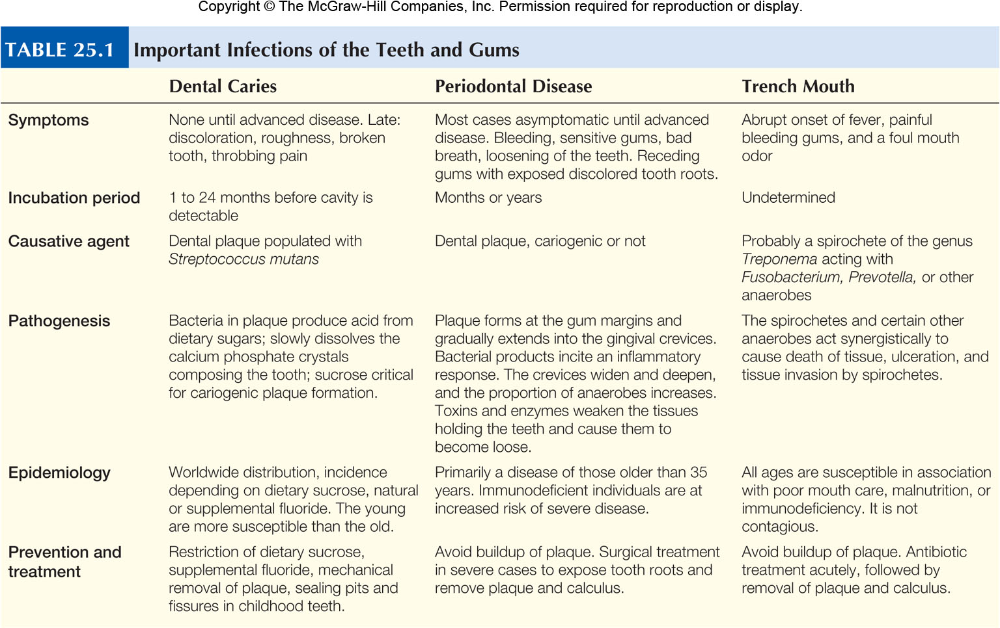 Copyright © The McGraw-Hill Companies, Inc. Permission required for reproduction or display.
TABLE 25.1 Important Infections of the Teeth and Gums
Dental Caries
Periodontal Disease
Trench Mouth
Symptoms
None until advanced disease. Late:
discoloration, roughness, broken
tooth, throbbing pain
Most cases asymptomatic until advanced
disease. Bleeding, sensitive gums, bad
breath, loosening of the teeth. Receding
gums with exposed discolored tooth roots.
Abrupt onset of fever, painful
bleeding gums, and a foul mouth
odor
Incubation period
1 to 24 months before cavity is
detectable
Months or years
Undetermined
Causative agent
Dental plaque populated with
Streptococcus mutans
Dental plaque, cariogenic or not
Probably a spirochete of the genus
Treponema acting with
Fusobacterium, Prevotella, or other
anaerobes
Pathogenesis
Bacteria in plaque produce acid from
dietary sugars; slowly dissolves the
calcium phosphate crystals
composing the tooth; sucrose critical
for cariogenic plaque formation.
Plaque forms at the gum margins and
gradually extends into the gingival crevices.
Bacterial products incite an inflammatory
response. The crevices widen and deepen,
and the proportion of anaerobes increases.
Toxins and enzymes weaken the tissues
holding the teeth and cause them to
become loose.
The spirochetes and certain other
anaerobes act synergistically to
cause death of tissue, ulceration, and
tissue invasion by spirochetes.
Epidemiology
Worldwide distribution, incidence
depending on dietary sucrose, natural
or supplemental fluoride. The young
are more susceptible than the old.
Primarily a disease of those older than 35
years. Immunodeficient individuals are at
increased risk of severe disease.
All ages are susceptible in association
with poor mouth care, malnutrition, or
immunodeficiency. It is not
contagious.
Prevention and
treatment
Restriction of dietary sucrose,
supplemental fluoride, mechanical
removal of plaque, sealing pits and
fissures in childhood teeth.
Avoid buildup of plaque. Surgical treatment
in severe cases to expose tooth roots and
remove plaque and calculus.
Avoid buildup of plaque. Antibiotic
treatment acutely, followed by
removal of plaque and calculus.